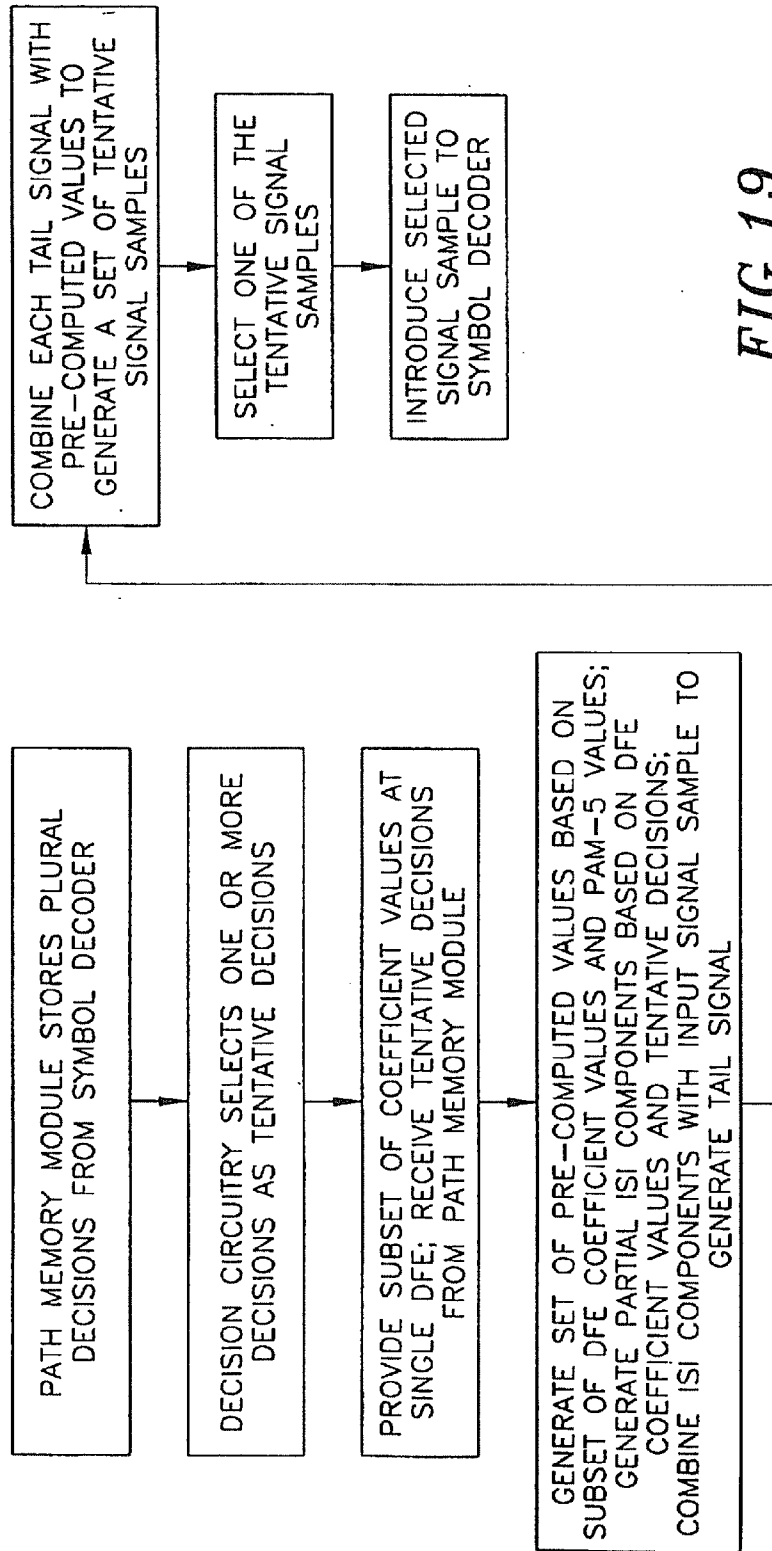 PATH MEMORY MODULE STORES PLURAL
DECISIONS FROM SYMBOL DECODER
DECISION CIRCUITRY SELECTS ONE OR MORE
DECISIONS AS TENTATIVE DECISIONS
PROVIDE SUBSET OF COEFFICIENT VALUES AT
SINGLE DFE; RECEIVE TENTATIVE DECISIONS
FROM PATH MEMORY MODULE
GENERATE SET OF PRE-COMPUTED VALUES BASED ON
SUBSET OF DFE COEFFICIENT VALUES AND PAM-5 VALUES;
GENERATE PARTIAL ISI COMPONENTS BASED ON DFE
COEFFICIENT VALUES AND TENTATIVE DECISIONS;
COMBINE ISI COMPONENTS WITH INPUT SIGNAL SAMPLE TO
GENERATE TAIL SIGNAL
COMBINE EACH TAIL SIGNAL WITH
PRE-COMPUTED VALUES TO
GENERATE A SET OF TENTATIVE
SIGNAL SAMPLES
SELECT ONE OF THE
TENTATIVE SIGNAL
SAMPLES
INTRODUCE SELECTED
SIGNAL SAMPLE TO
SYMBOL DECODER
FIG. 19